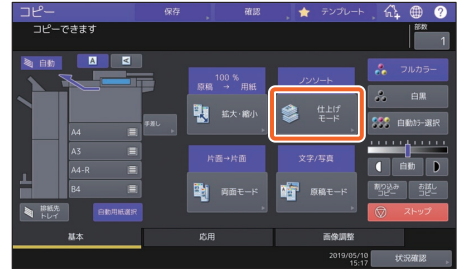 コピー 保存 確認 テンプレート ?
コピーできます 部数
1
自動 A
100 %
原稿 → 用紙
ノンソート
フルカラー
拡大・縮小
仕上げ
モード
白黒
手差し
自動カラー選択
A4
A3
片面→片面
文字/写真
A4-R
自動
B4
両面モード
原稿モード
割り込み
コピー
お試し
コピー
排紙先
トレイ
自動用紙選択
ストップ
基本 応用 画像調整
2019/05/10
15:17
状況確認